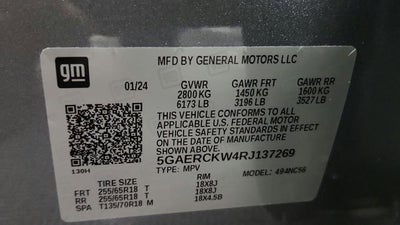 gm
MFD BY GENERAL MOTORS LLC
01/24 GVWR GAWR FRT GAWR RR
2800 KG 1450 KG 1600 KG
6173 LB 3196 LB 3527 LB
THIS VEHICLE CONFORMS TO ALL
APPLICABLE U.S. FEDERAL MOTOR
VEHICLE SAFETY STANDARDS IN EFFECT
ON THE DATE OF MANUFACTURE
SHOWN ABOVE.
5GAERCKW4RJ137269
130H TYPE: MPV MODEL: 494NC56
TIRE SIZE RIM
FRT 255/65R18 T 18X8J
RR 255/65R18 T 18X8J
SPA T135/70R18 M 18X4.5B